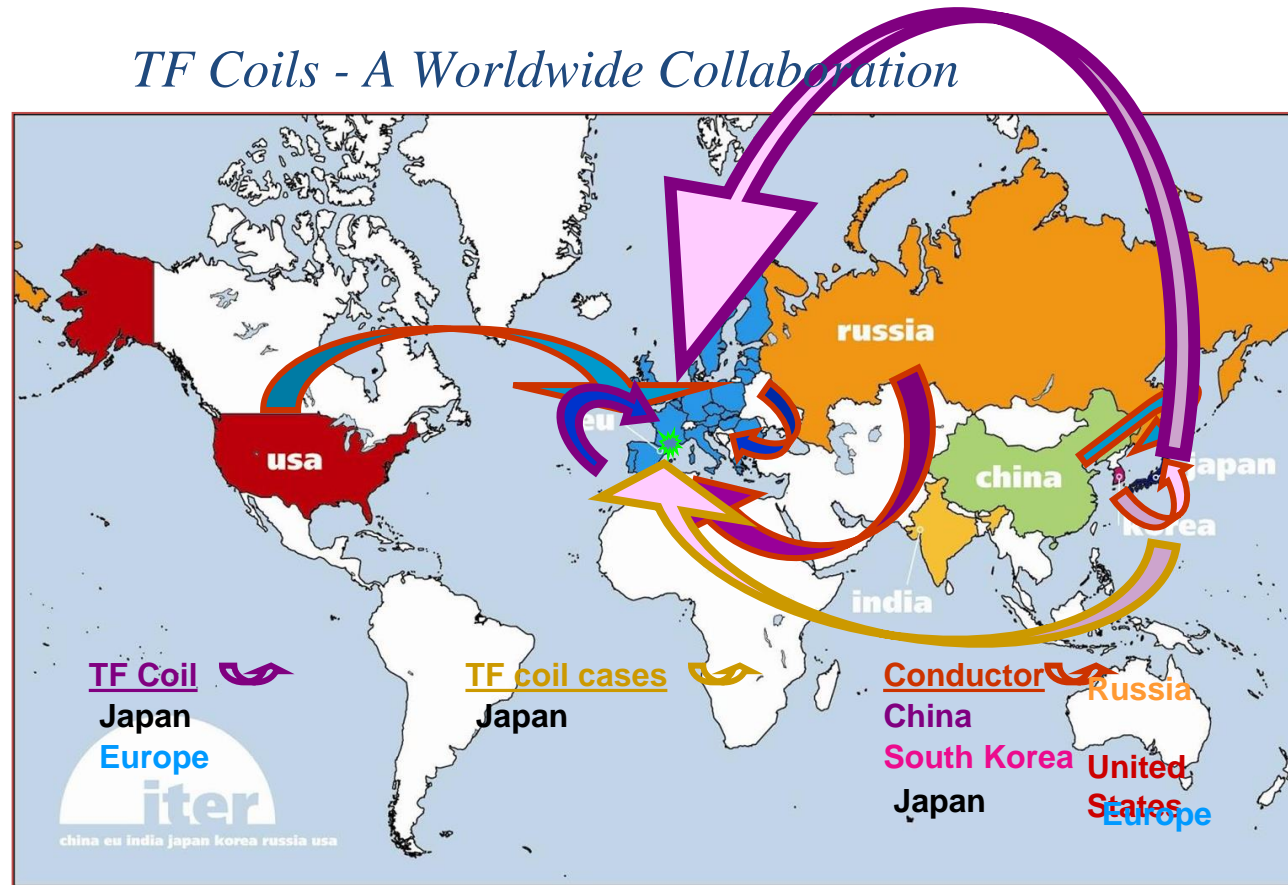 TF Coils - A Worldwide Collaboration
russia
eu
usa
china
japan
korea
india
TF Coil
Japan
Europe
TF coil cases
Japan
Conductor
China
South Korea
Japan
Russia
United
States
Europe
iter
china eu india japan korea russia usa